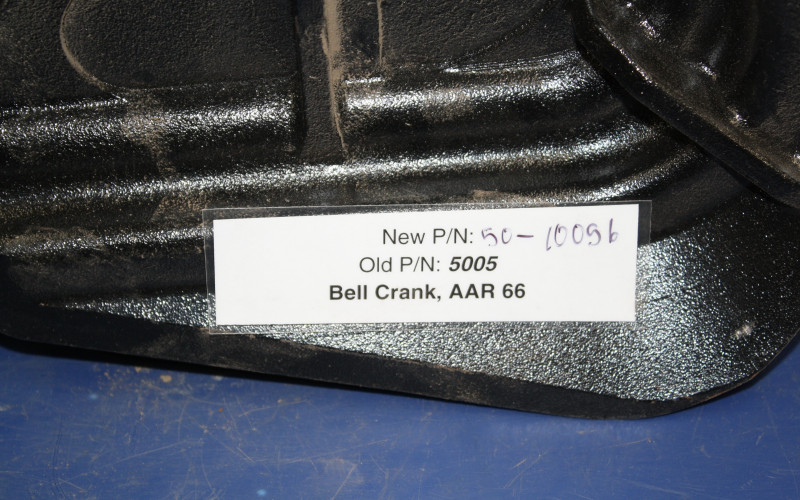 New P/N: 50-10056
Old P/N: 5005
Bell Crank, AAR 66